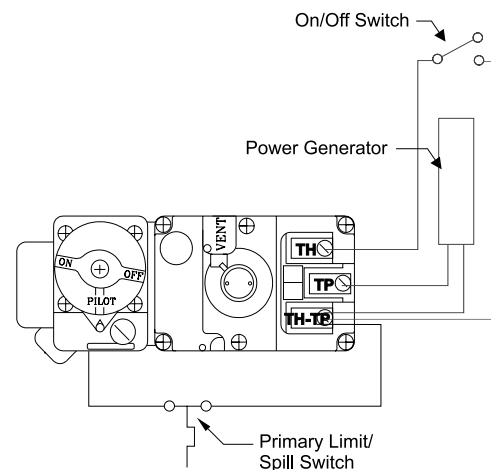 On/Off Switch
Power Generator
VENT
TH
TP
TH-TP
ON
OFF
PILOT
Primary Limit/
Spill Switch